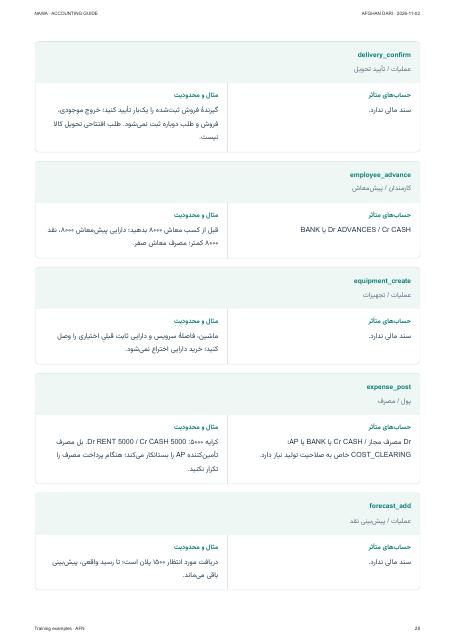 NAWA · ACCOUNTING GUIDE
AFGHAN DARI · 2026-11-02
delivery_confirm
عملیات / تأیید تحویل
حساب‌های متأثر
سند مالی ندارد.
مثال و محدودیت
گیرندهٔ فروش ثبت‌شده را یک‌بار تأیید کنید؛ خروج موجودی،
فروش و طلب دوباره ثبت نمی‌شود. طلب افتتاحی تحویل کالا
نیست.
employee_advance
کارمندان / پیش‌معاش
حساب‌های متأثر
Dr ADVANCES / Cr CASH یا BANK
مثال و محدودیت
قبل از کسب معاش ۸۰۰۰ بدهید: دارایی پیش‌معاش ۸۰۰۰، نقد
۸۰۰۰ کمتر؛ مصرف معاش صفر.
equipment_create
عملیات / تجهیزات
حساب‌های متأثر
سند مالی ندارد.
مثال و محدودیت
ماشین، فاصلهٔ سرویس و دارایی ثابت قبلی اختیاری را وصل
کنید؛ خرید دارایی اختراع نمی‌شود.
expense_post
پول / مصرف
حساب‌های متأثر
Dr مصرف مجاز / Cr CASH یا BANK یا AP؛
COST_CLEARING خاص به صلاحیت تولید نیاز دارد.
مثال و محدودیت
کرایه ۵۰۰۰: Dr RENT 5000 / Cr CASH 5000. بل مصرف
تأمین‌کننده AP را بستانکار می‌کند؛ هنگام پرداخت مصرف را
تکرار نکنید.
forecast_add
عملیات / پیش‌بینی نقد
حساب‌های متأثر
سند مالی ندارد.
مثال و محدودیت
دریافت مورد انتظار ۱۵۰۰ پلان است؛ تا رسید واقعی، پیش‌بینی
باقی می‌ماند.
Training examples · AFN